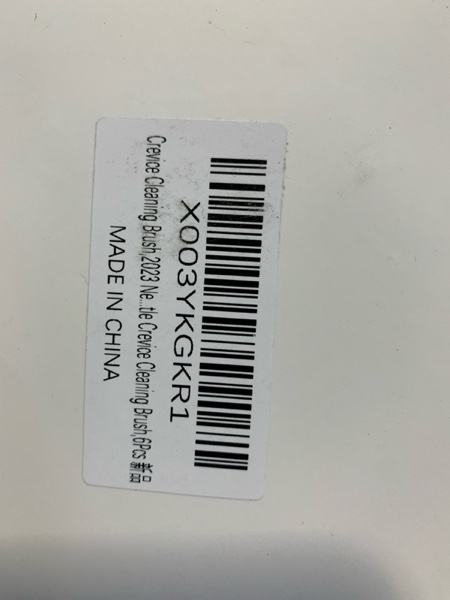 X003YKGKR1
Crevice Cleaning Brush,2023 Ne...tle Crevice Cleaning Brush,6Pcs 新品
MADE IN CHINA